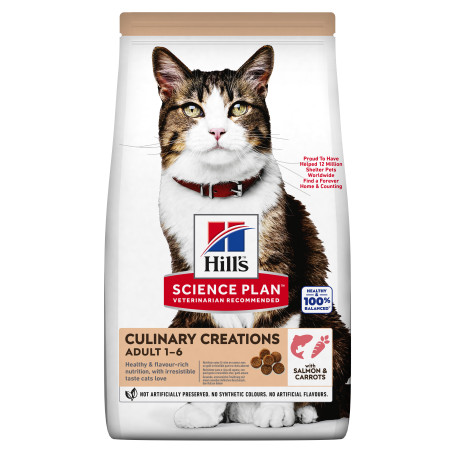 Proud To Have
Helped 12 Million
Shelter Pets
Worldwide
Find a Forever
Home & Counting
Hill's
SCIENCE PLAN™
VETERINARIAN RECOMMENDED
HEALTHY
&
100%
BALANCED
CULINARY CREATIONS
ADULT 1–6
Healthy & flavour-rich
nutrition, with irresistible
taste cats love
with
SALMON &
CARROTS
NOT ARTIFICIALLY PRESERVED. NO SYNTHETIC COLOURS. NO ARTIFICIAL FLAVOURS.